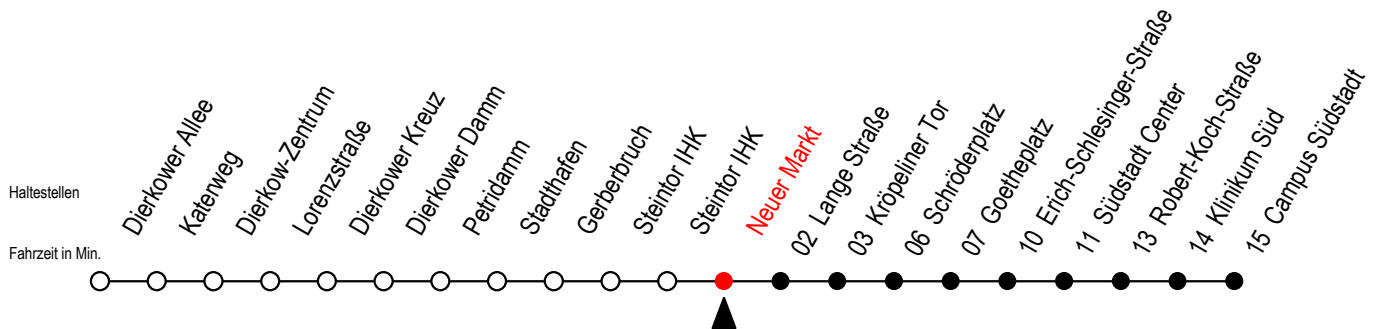 Haltestellen
Fahrzeit in Min.
Dierkower Allee
Katerweg
Dierkow-Zentrum
Lorenzstraße
Dierkower Kreuz
Dierkower Damm
Petridamm
Stadthafen
Gerberbruch
Steintor IHK
Steintor IHK
Neuer Markt
02 Lange Straße
03 Kröpeliner Tor
06 Schröderplatz
07 Goetheplatz
10 Erich-Schlesinger-Straße
11 Südstadt Center
13 Robert-Koch-Straße
14 Klinikum Süd
15 Campus Südstadt